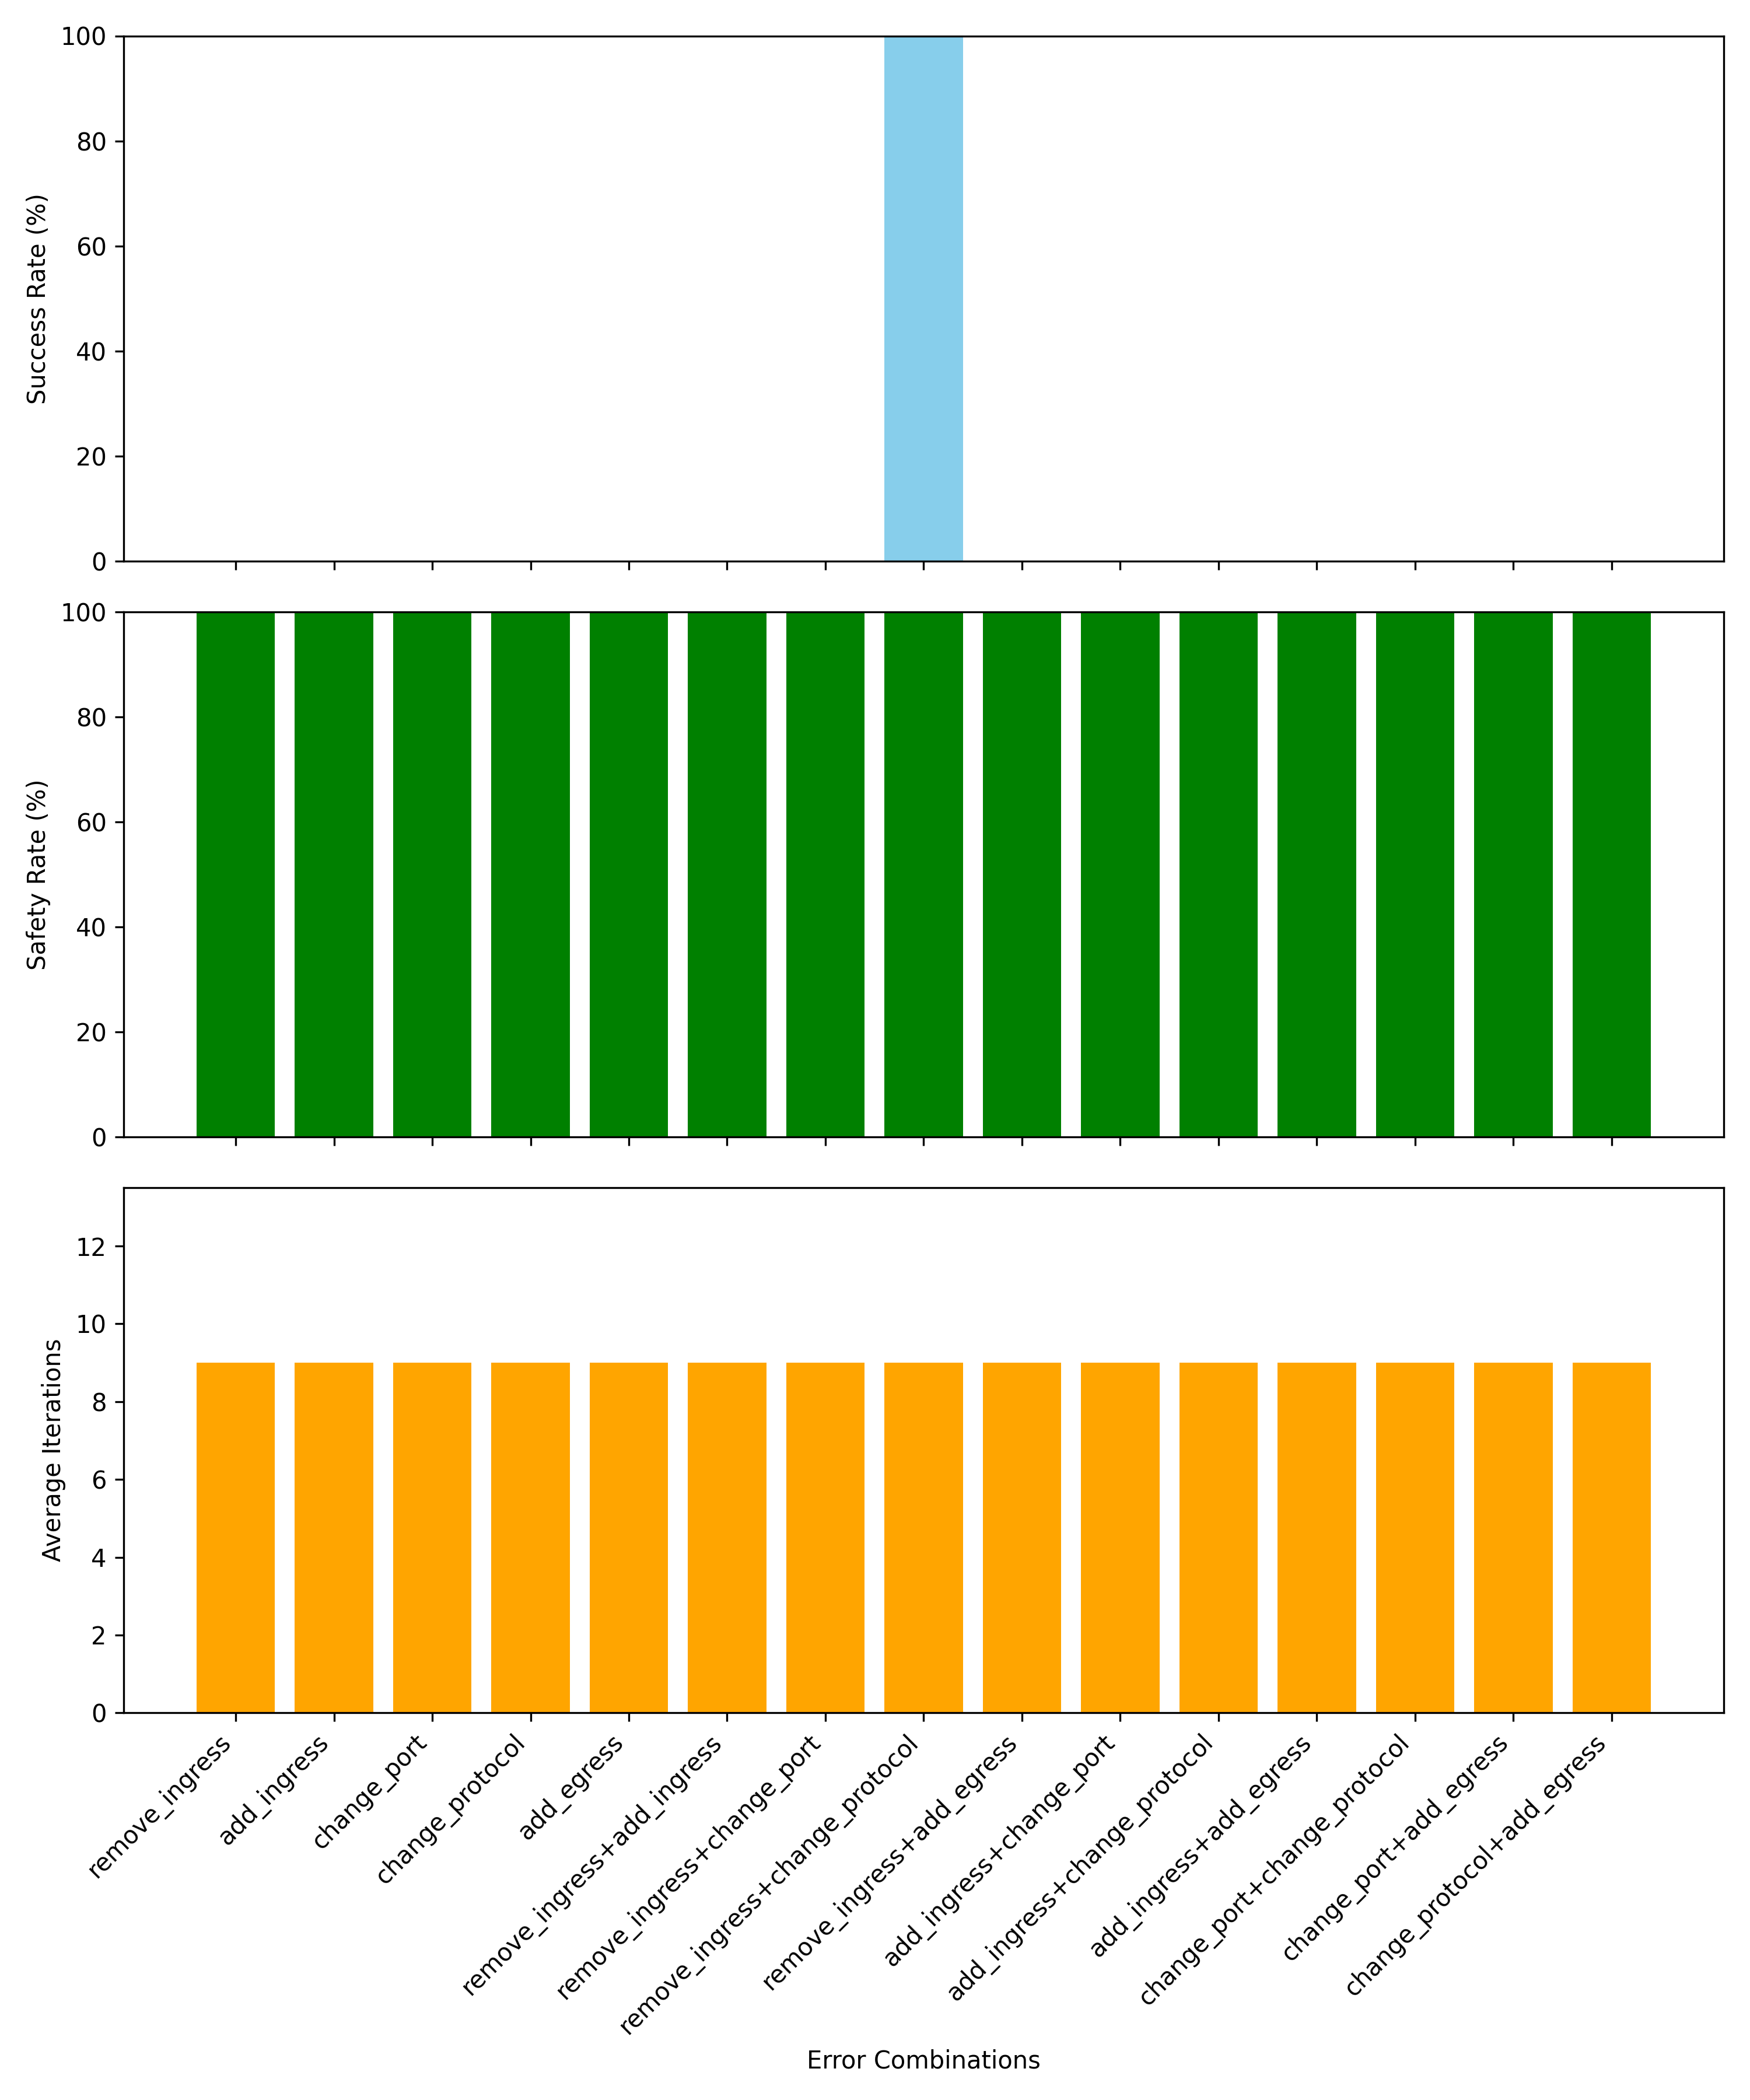 100
80
60
40
20
0
Success Rate (%)
100
80
60
40
20
0
Safety Rate (%)
12
10
8
6
4
2
0
Average Iterations
remove_ingress
add_ingress
change_port
change_protocol
add_egress
remove_ingress+add_ingress
remove_ingress+change_port
remove_ingress+change_protocol
remove_ingress+add_egress
add_ingress+change_port
add_ingress+change_protocol
add_ingress+add_egress
change_port+change_protocol
change_port+add_egress
change_protocol+add_egress
Error Combinations